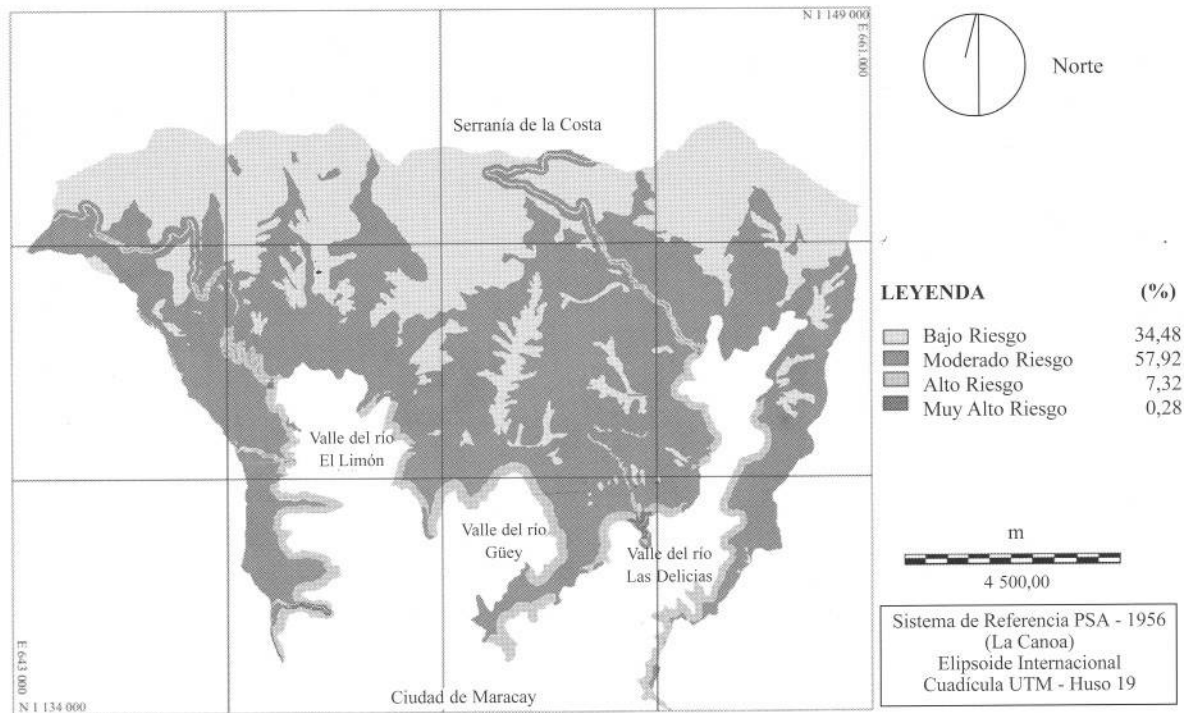 N 1 149 000
E 661.000
Norte
Serranía de la Costa
LEYENDA (%)
Bajo Riesgo 34,48
Moderado Riesgo 57,92
Alto Riesgo 7,32
Muy Alto Riesgo 0,28
Valle del río
El Limón
Valle del río
Güey
Valle del río
Las Delicias
m
4 500,00
Sistema de Referencia PSA - 1956
(La Canoa)
Elipsoide Internacional
Cuadícula UTM - Huso 19
E 643 000
N 1 134 000
Ciudad de Maracay